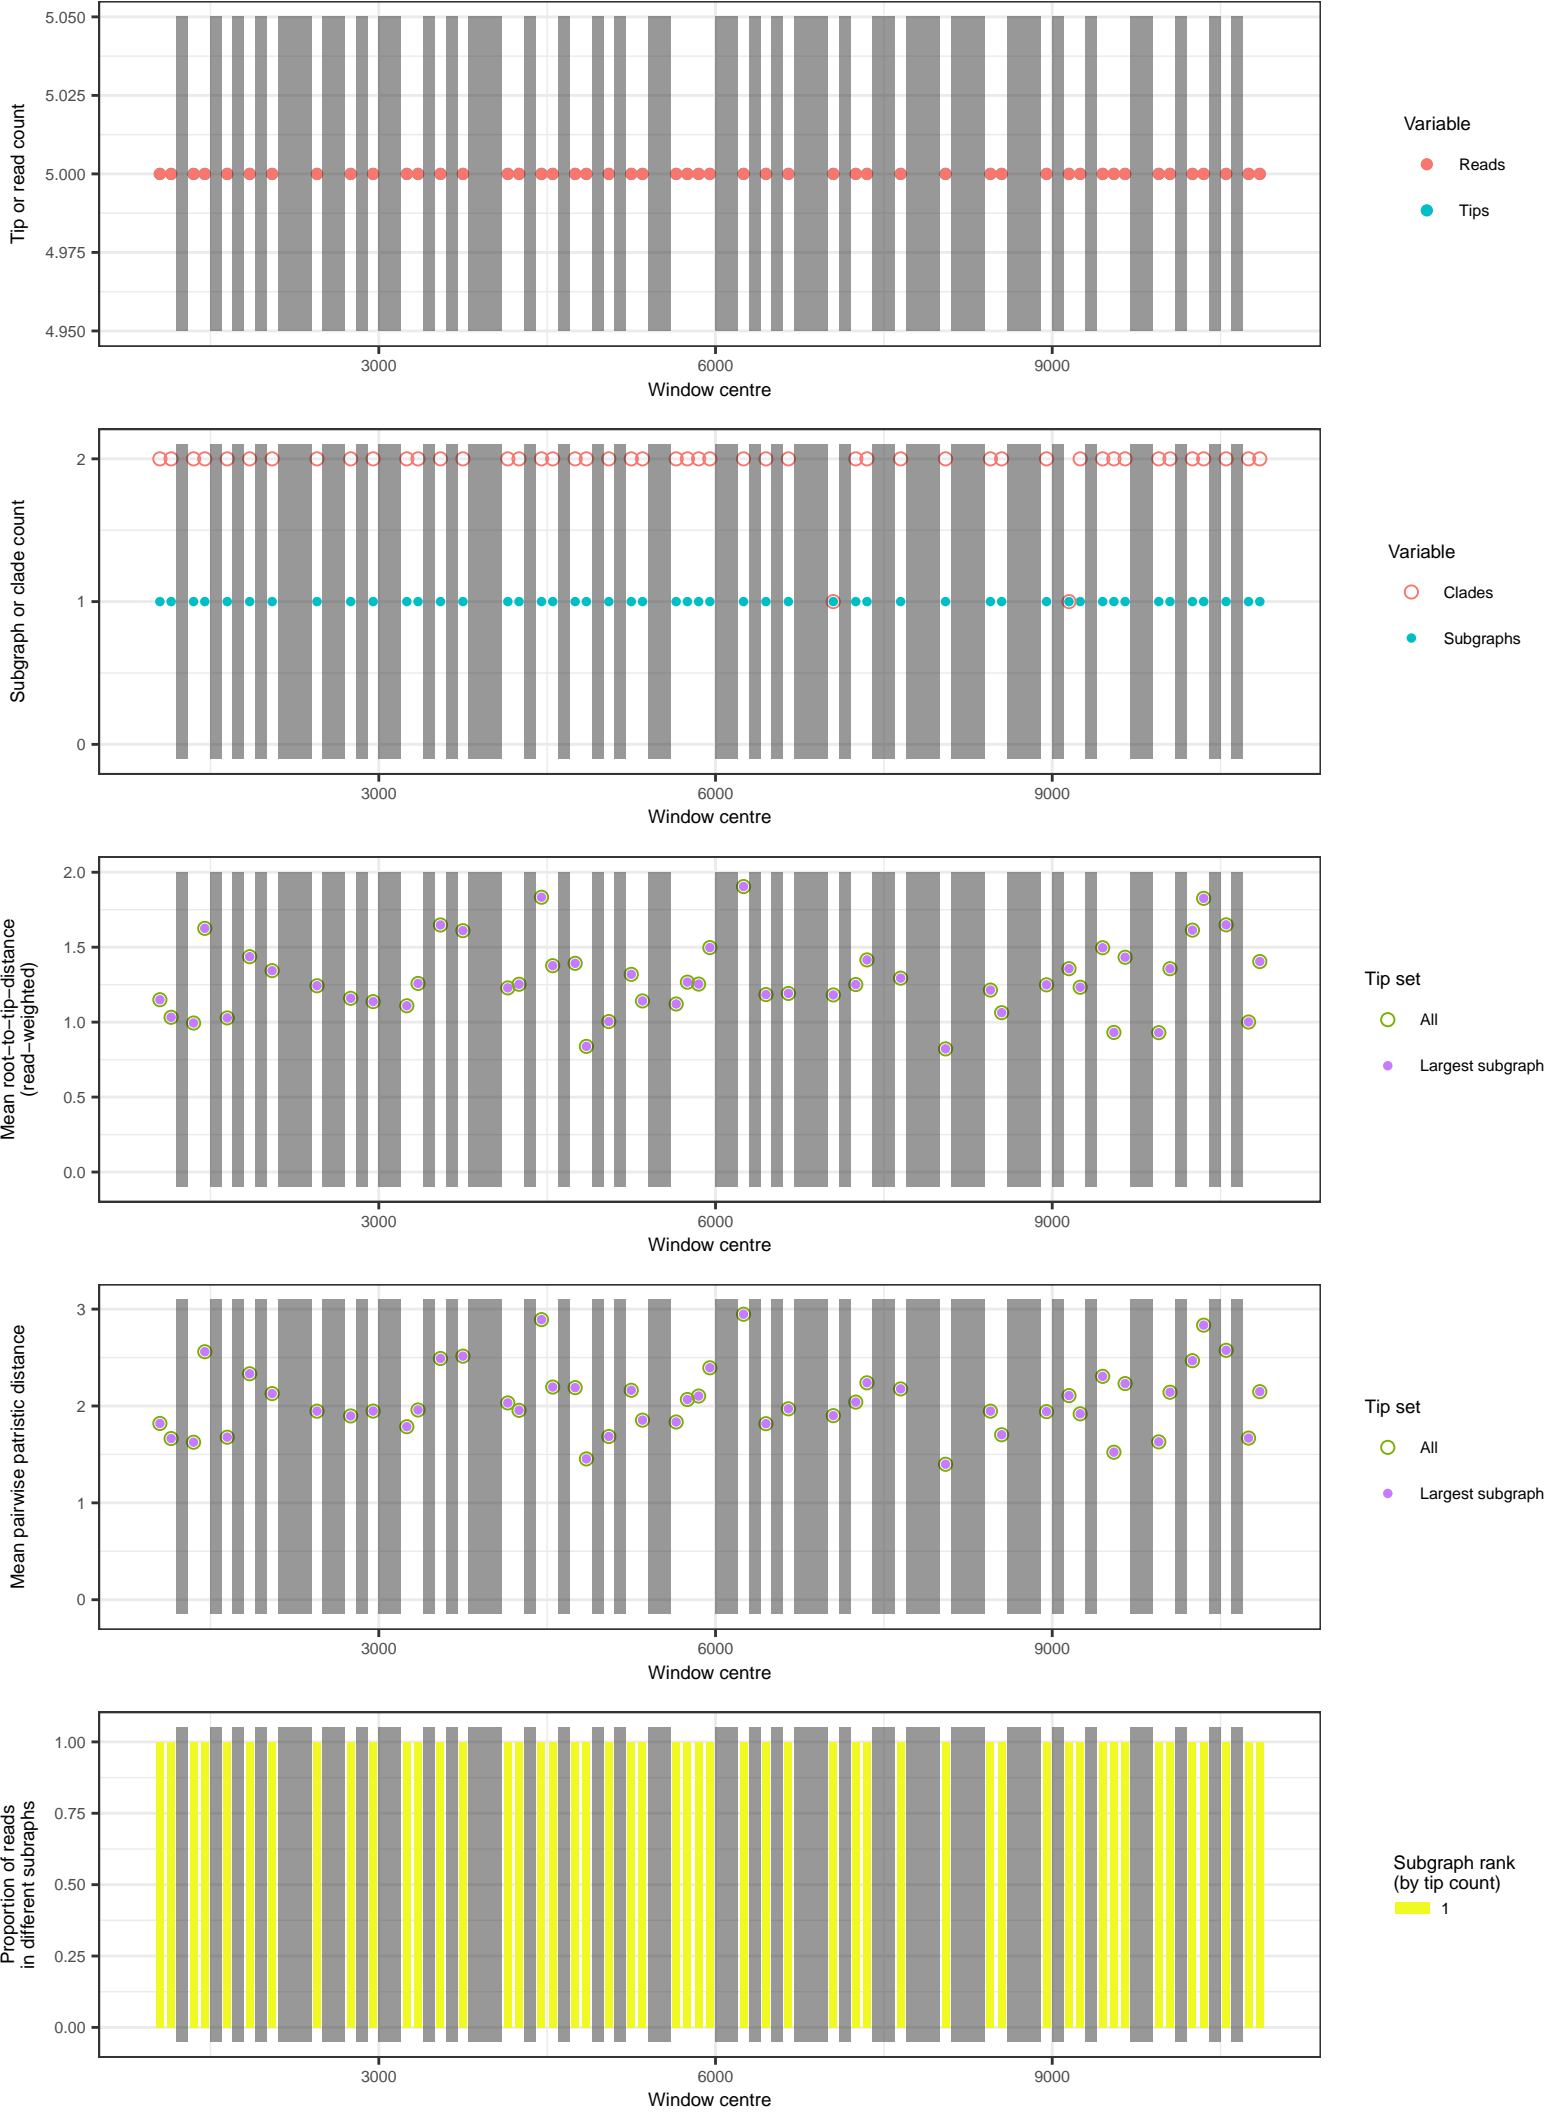 5.050
5.025
5.000
4.975
4.950
Tip or read count
3000 6000 9000
Window centre
Variable
Reads
Tips
2
1
0
Subgraph or clade count
3000 6000 9000
Window centre
Variable
Clades
Subgraphs
2.0
1.5
1.0
0.5
0.0
Mean root−to−tip−distance
(read−weighted)
3000 6000 9000
Window centre
Tip set
All
Largest subgraph
3
2
1
0
Mean pairwise patristic distance
3000 6000 9000
Window centre
Tip set
All
Largest subgraph
1.00
0.75
0.50
0.25
0.00
Proportion of reads
in different subraphs
3000 6000 9000
Window centre
Subgraph rank
(by tip count)
1